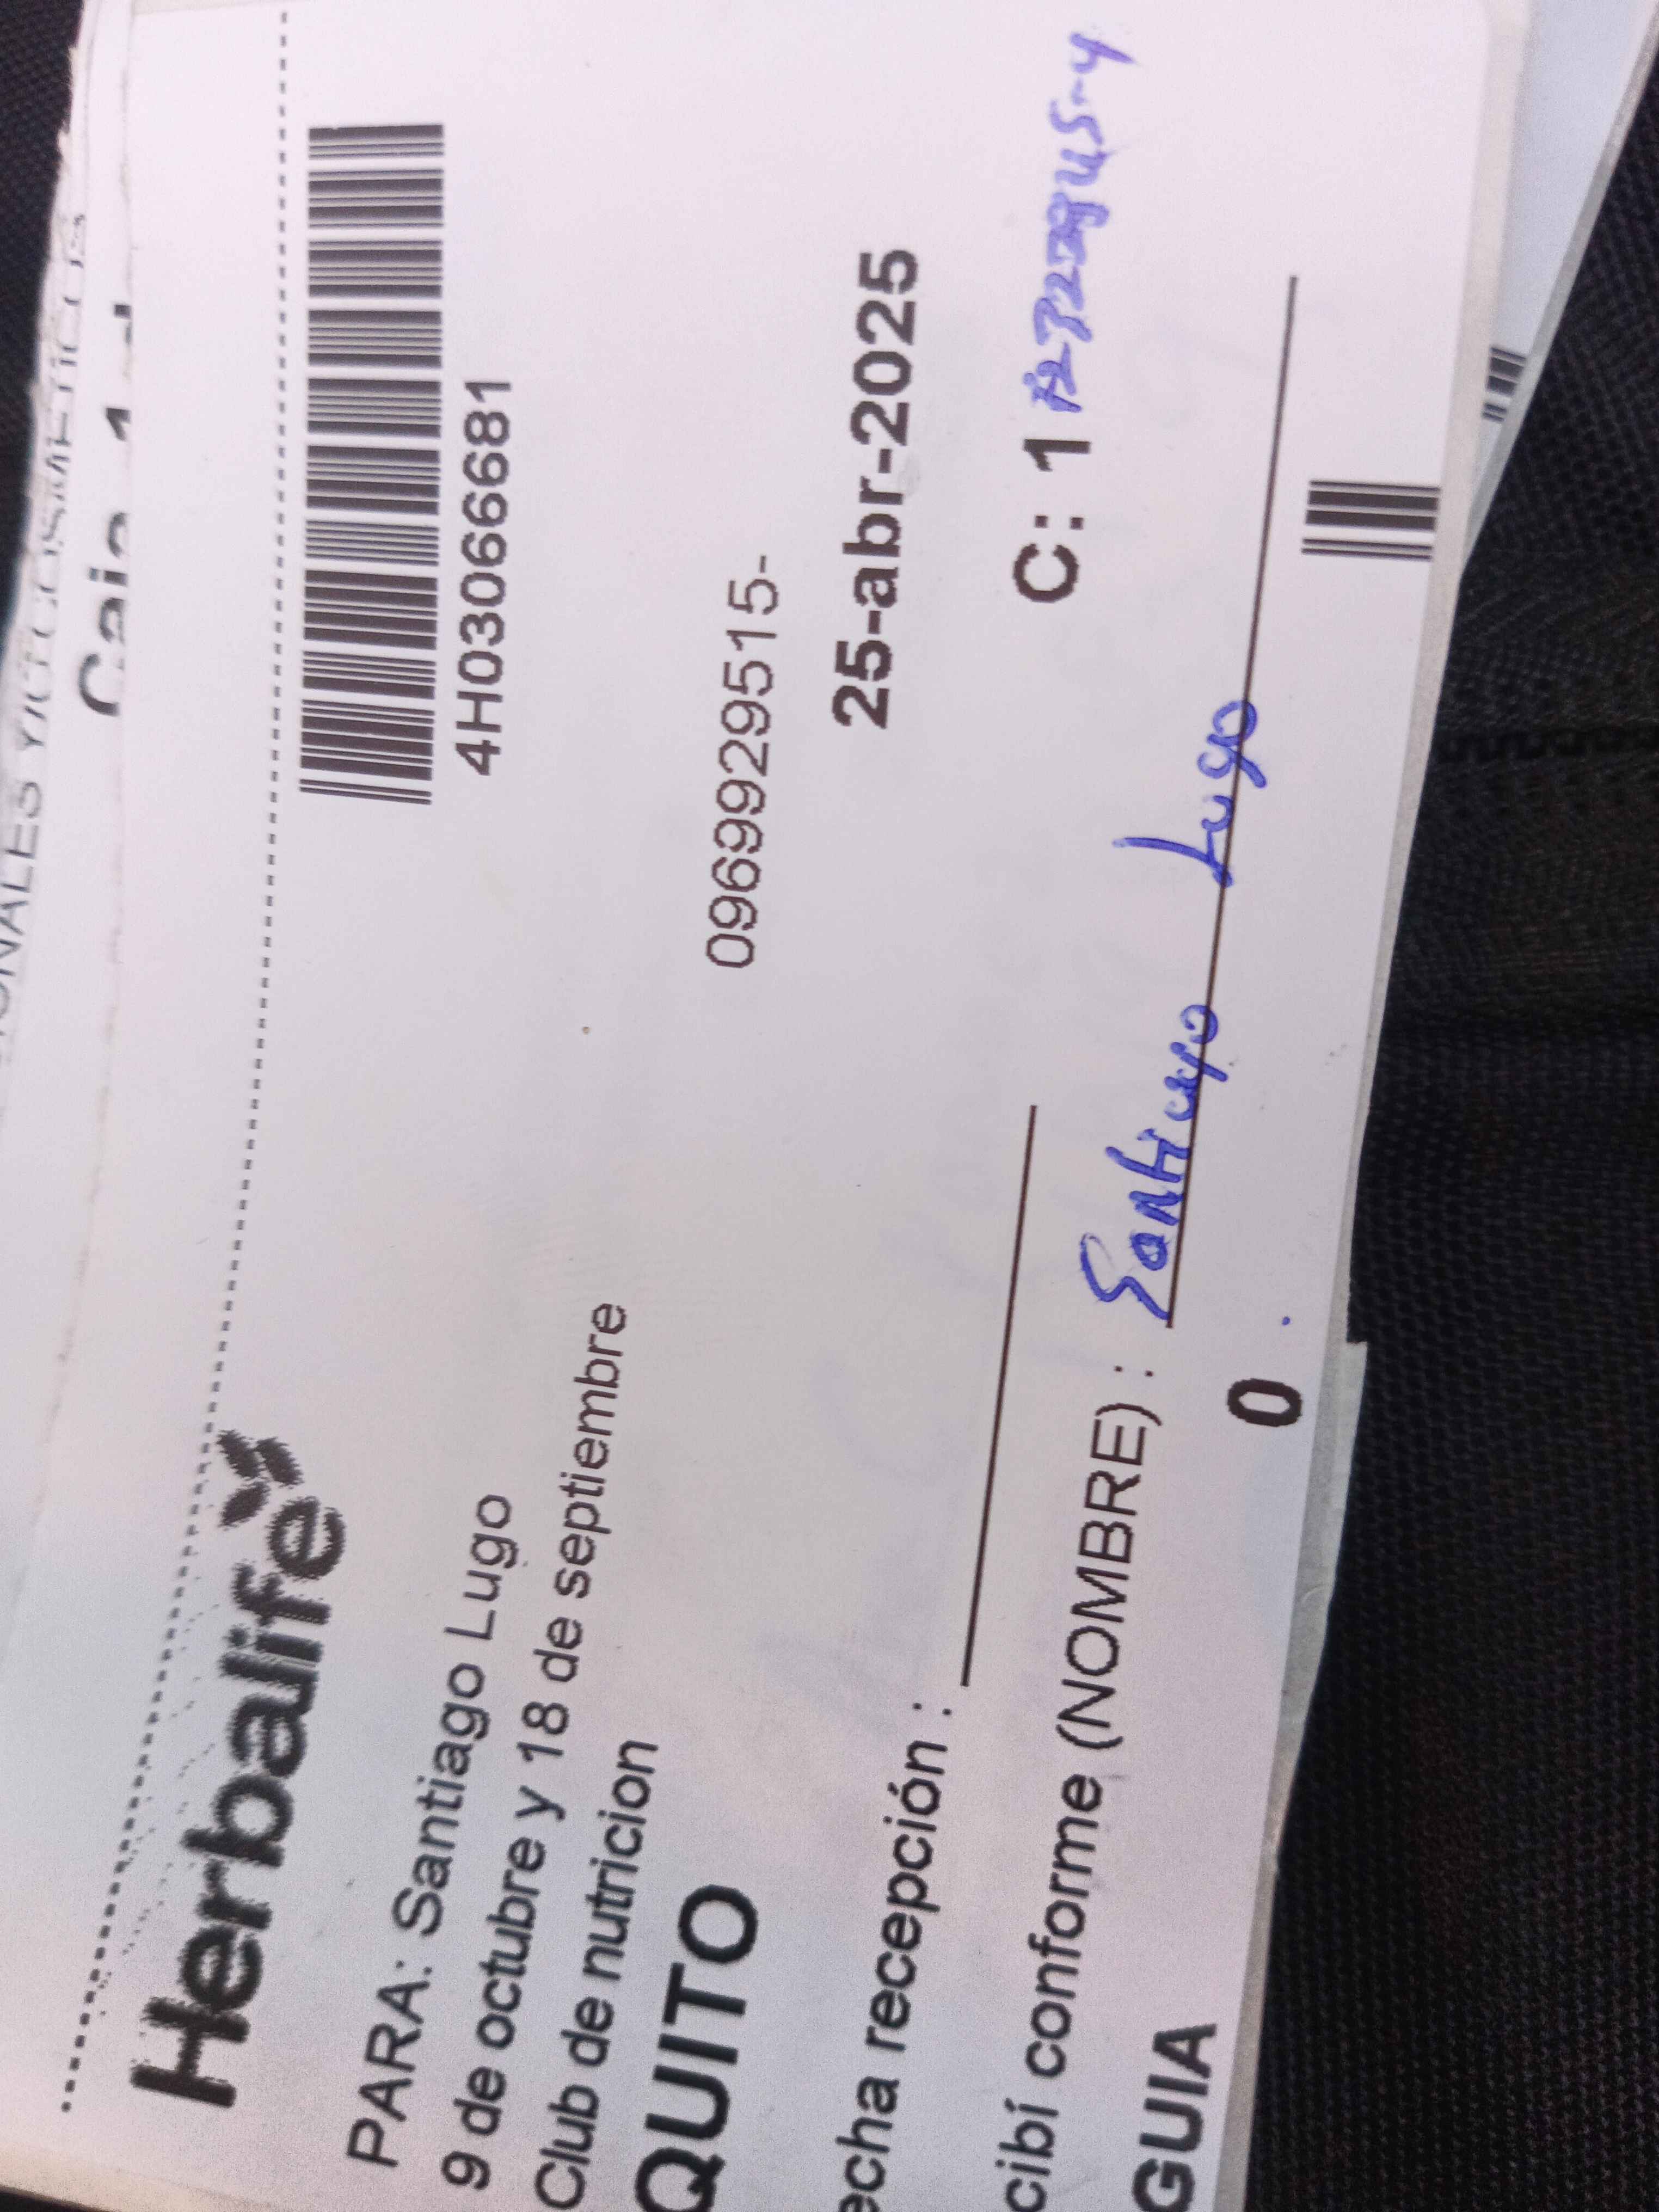 Herbalife
4H03066681
PARA: Santiago Lugo
9 de octubre y 18 de septiembre
Club de nutricion
QUITO
0969929515-
25-abr-2025
echa recepción :
C: 1
cibí conforme (NOMBRE) : Santiago Lugo
GUIA
0